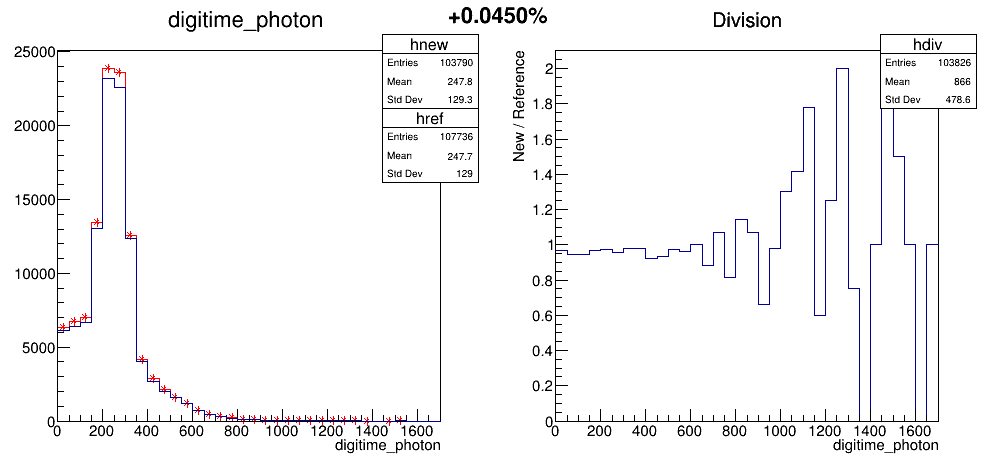 digitime_photon
+0.0450%
Division
hnew
Entries 103790
Mean 247.8
Std Dev 129.3
href
Entries 107736
Mean 247.7
Std Dev 129
25000
20000
15000
10000
5000
0
0 200 400 600 800 1000 1200 1400 1600
digitime_photon
hdiv
Entries 103826
Mean 866
Std Dev 478.6
New / Reference
2
1.8
1.6
1.4
1.2
1
0.8
0.6
0.4
0.2
0
0 200 400 600 800 1000 1200 1400 1600
digitime_photon